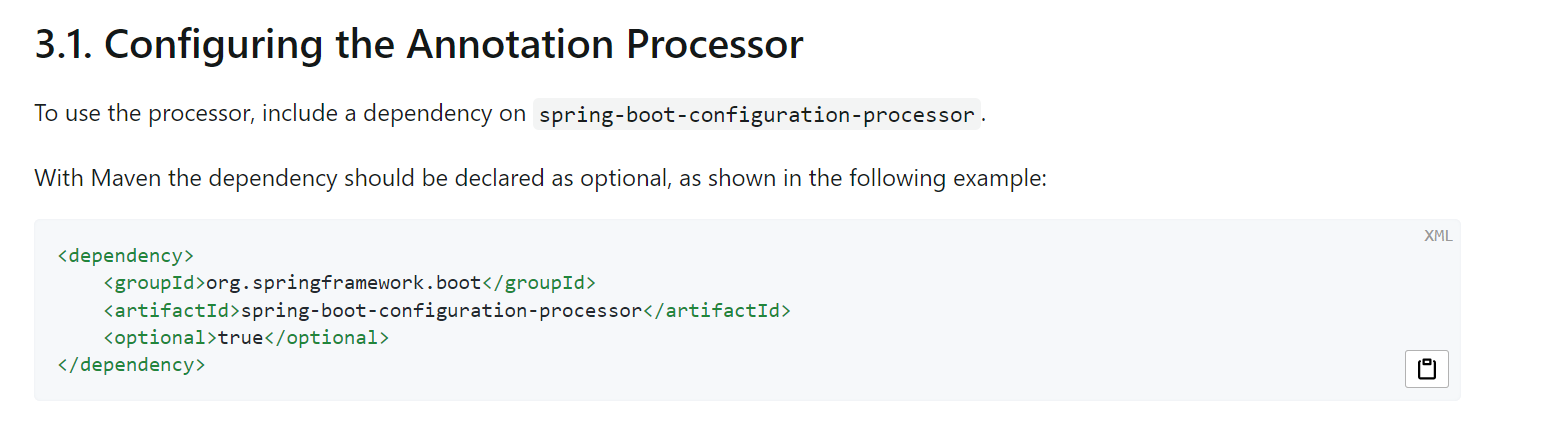 3.1. Configuring the Annotation Processor
To use the processor, include a dependency on spring-boot-configuration-processor.
With Maven the dependency should be declared as optional, as shown in the following example:
XML
<dependency>
    <groupId>org.springframework.boot</groupId>
    <artifactId>spring-boot-configuration-processor</artifactId>
    <optional>true</optional>
</dependency>